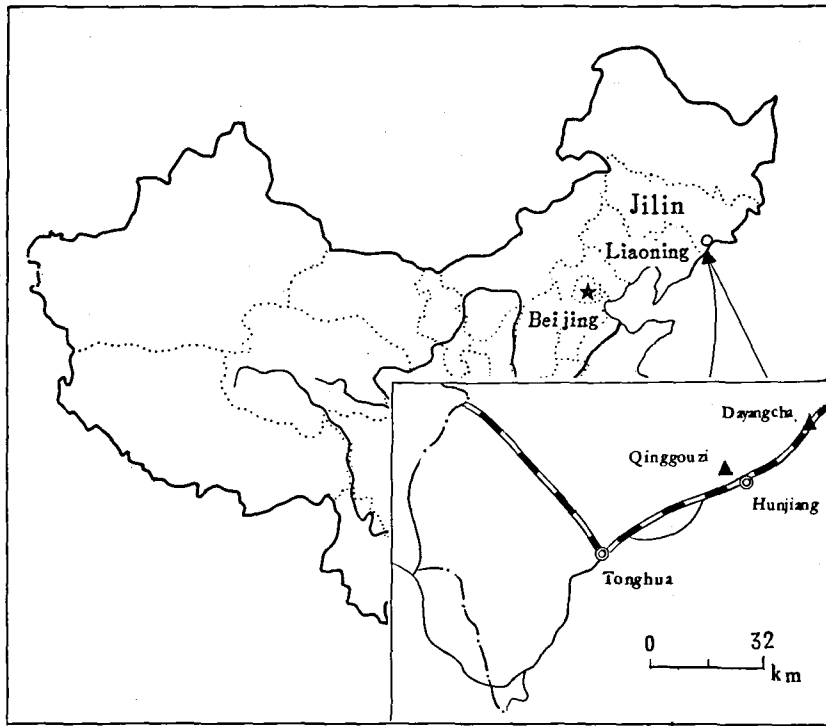 Jilin
Liaoning
Beijing
Dayangcha
Qinggouzi
Hunjiang
Tonghua
0 32
km